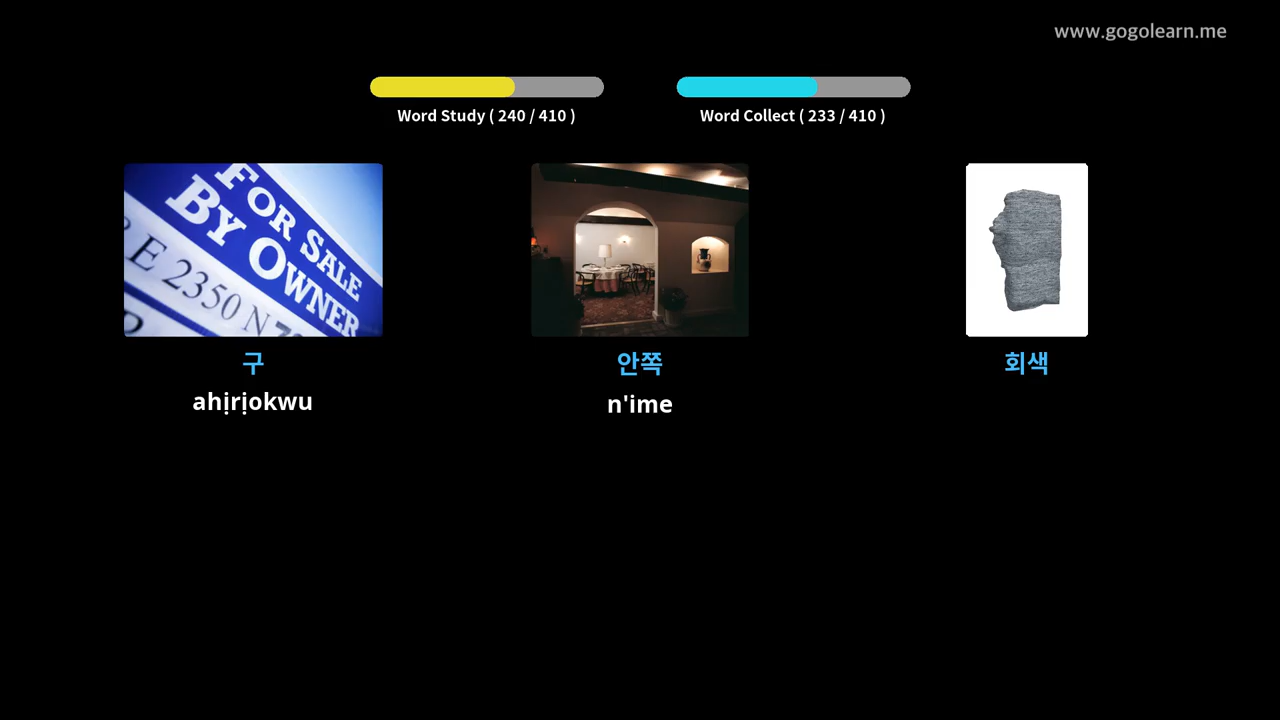 www.gogolearn.me
Word Study ( 240 / 410 )
Word Collect ( 233 / 410 )
FOR SALE
BY OWNER
E 2350 N
구
안쪽
회색
ahịrịokwu
n'ime